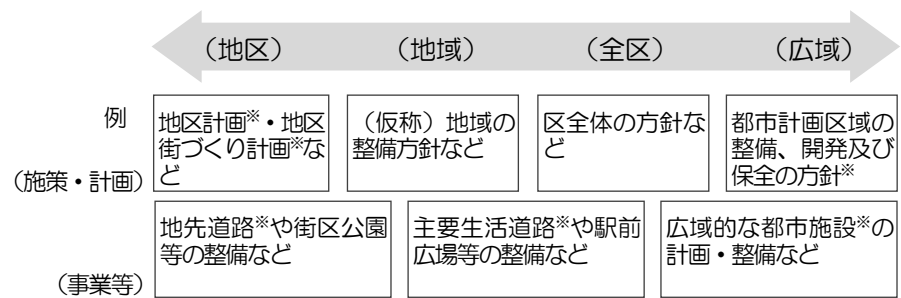 （地区） （地域） （全区） （広域）
例
（施策・計画）
地区計画※・地区
街づくり計画※な
ど
（仮称）地域の
整備方針など
区全体の方針な
ど
都市計画区域の
整備、開発及び
保全の方針※
（事業等）
地先道路※や街区公園
等の整備など
主要生活道路※や駅前
広場等の整備など
広域的な都市施設※の
計画・整備など